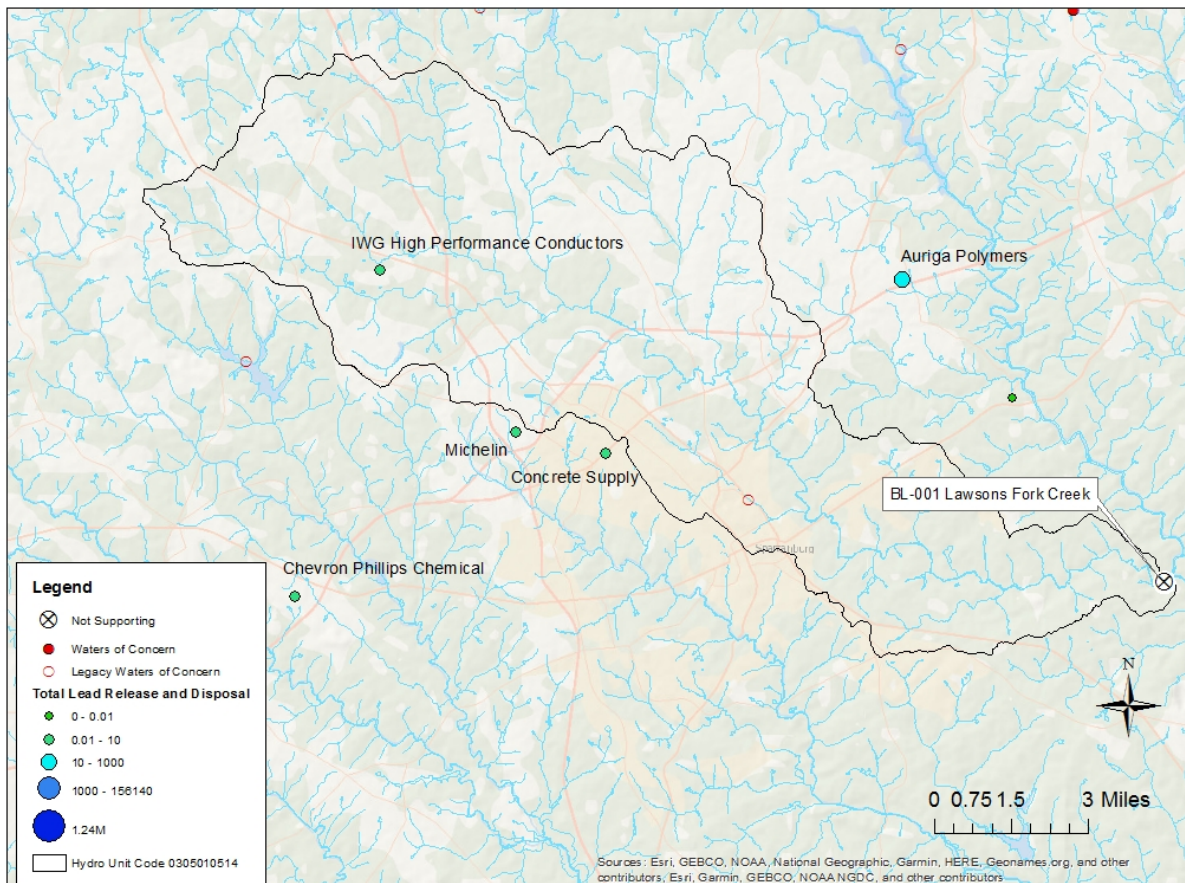 IWG High Performance Conductors
Auriga Polymers
Michelin
Concrete Supply
BL-001 Lawsons Fork Creek
Spartanburg
Chevron Phillips Chemical
Legend
Not Supporting
Waters of Concern
Legacy Waters of Concern
Total Lead Release and Disposal
0 - 0.01
0.01 - 10
10 - 1000
1000 - 156140
1.24M
Hydro Unit Code 0305010514
N
0 0.75 1.5 3 Miles
Sources: Esri, GEBCO, NOAA, National Geographic, Garmin, HERE, Geonames.org, and other
contributors, Esri, Garmin, GEBCO, NOAA NGDC, and other contributors